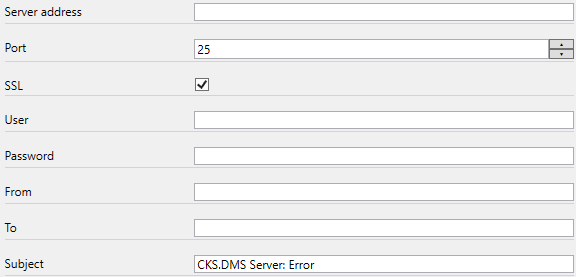 Server address
Port 25
SSL
User
Password
From
To
Subject CKS.DMS Server: Error